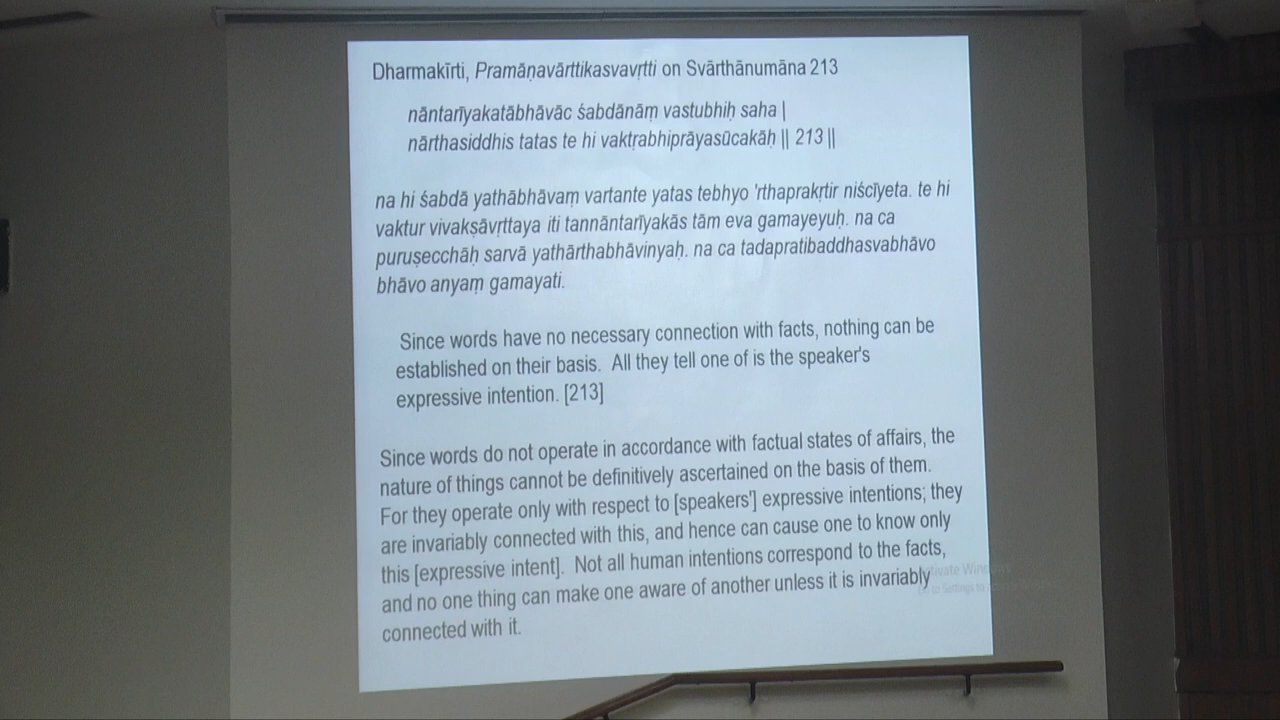 Dharmakīrti, Pramāṇavārttikasvavṛtti on Svārthānumāna 213
nāntarīyakatābhāvāc śabdānāṃ vastubhiḥ saha |
nārthasiddhis tatas te hi vaktṛabhiprāyasūcakāḥ || 213 ||
na hi śabdā yathābhāvaṃ vartante yatas tebhyo 'rthaprakṛtir niścīyeta. te hi
vaktur vivakṣāvṛttaya iti tannāntarīyakās tām eva gamayeyuḥ. na ca
puruṣecchāḥ sarvā yathārthabhāvinyaḥ. na ca tadapratibaddhasvabhāvo
bhāvo anyaṃ gamayati.
Since words have no necessary connection with facts, nothing can be
established on their basis. All they tell one of is the speaker's
expressive intention. [213]
Since words do not operate in accordance with factual states of affairs, the
nature of things cannot be definitively ascertained on the basis of them.
For they operate only with respect to [speakers'] expressive intentions; they
are invariably connected with this, and hence can cause one to know only
this [expressive intent]. Not all human intentions correspond to the facts,
and no one thing can make one aware of another unless it is invariably
connected with it.
Activate Windows
Go to Settings to